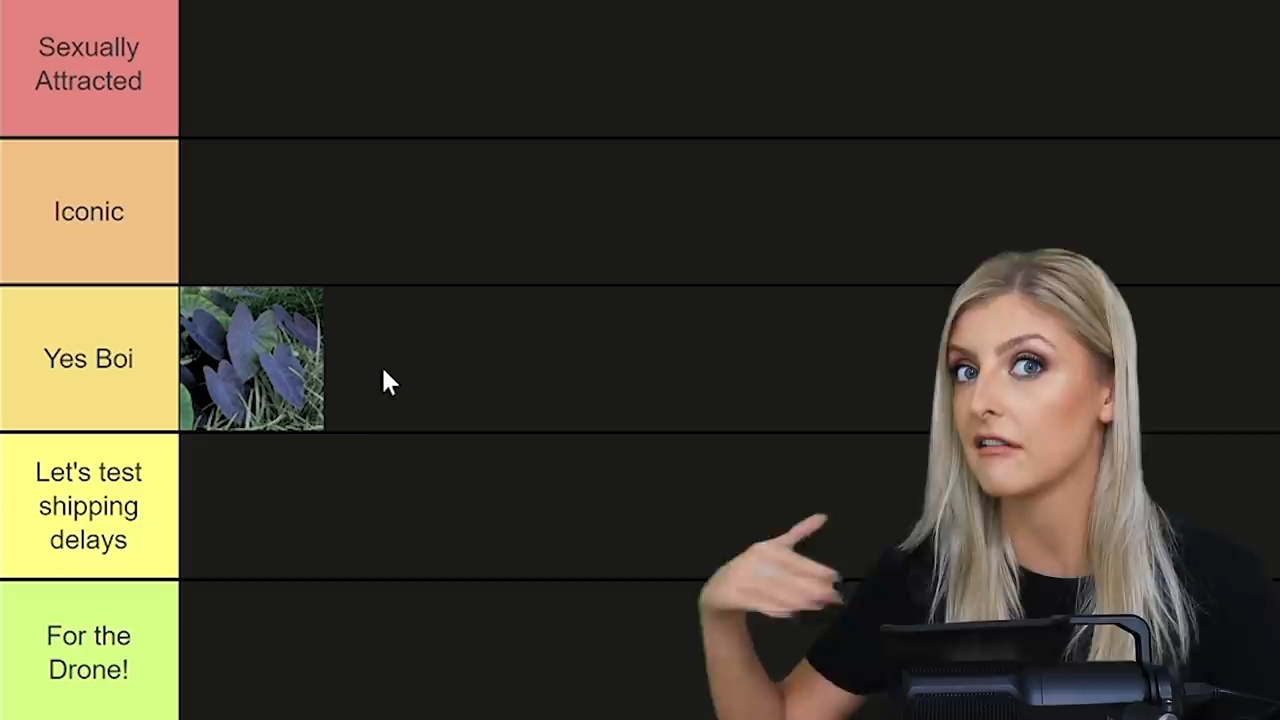 Sexually
Attracted
Iconic
Yes Boi
Let's test
shipping
delays
For the
Drone!